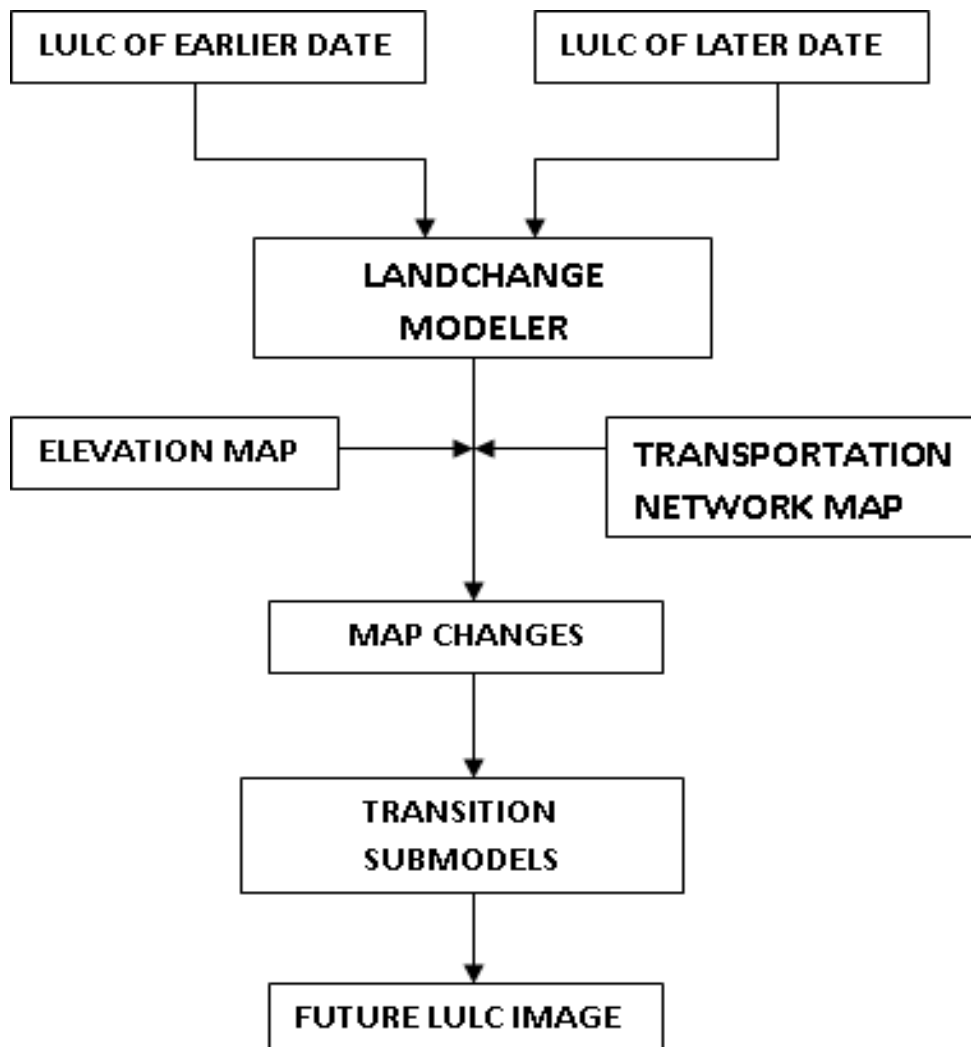 LULC OF EARLIER DATE
LULC OF LATER DATE
LANDCHANGE
MODELER
ELEVATION MAP
TRANSPORTATION
NETWORK MAP
MAP CHANGES
TRANSITION
SUBMODELS
FUTURE LULC IMAGE